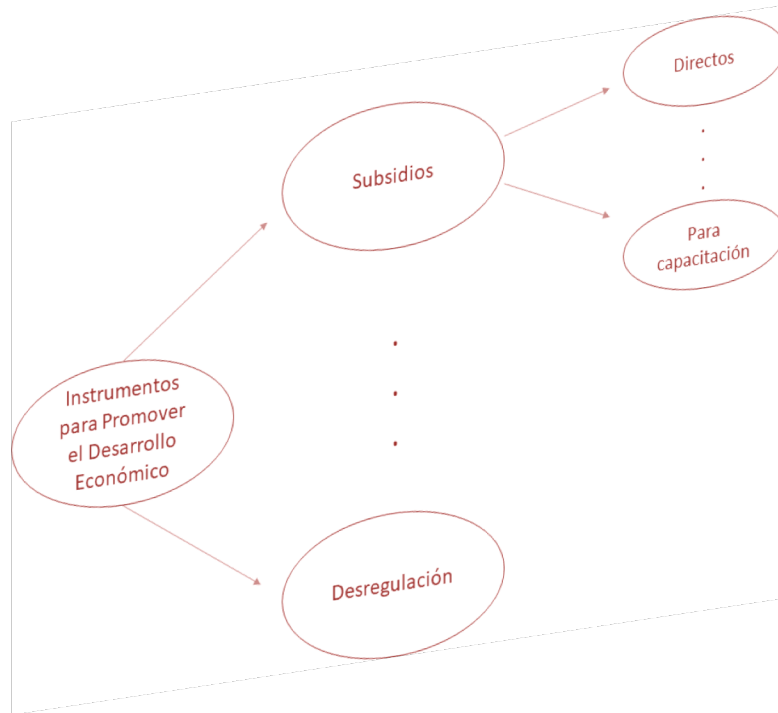 Directos
Subsidios
Para
capacitación
Instrumentos
para Promover
el Desarrollo
Económico
Desregulación